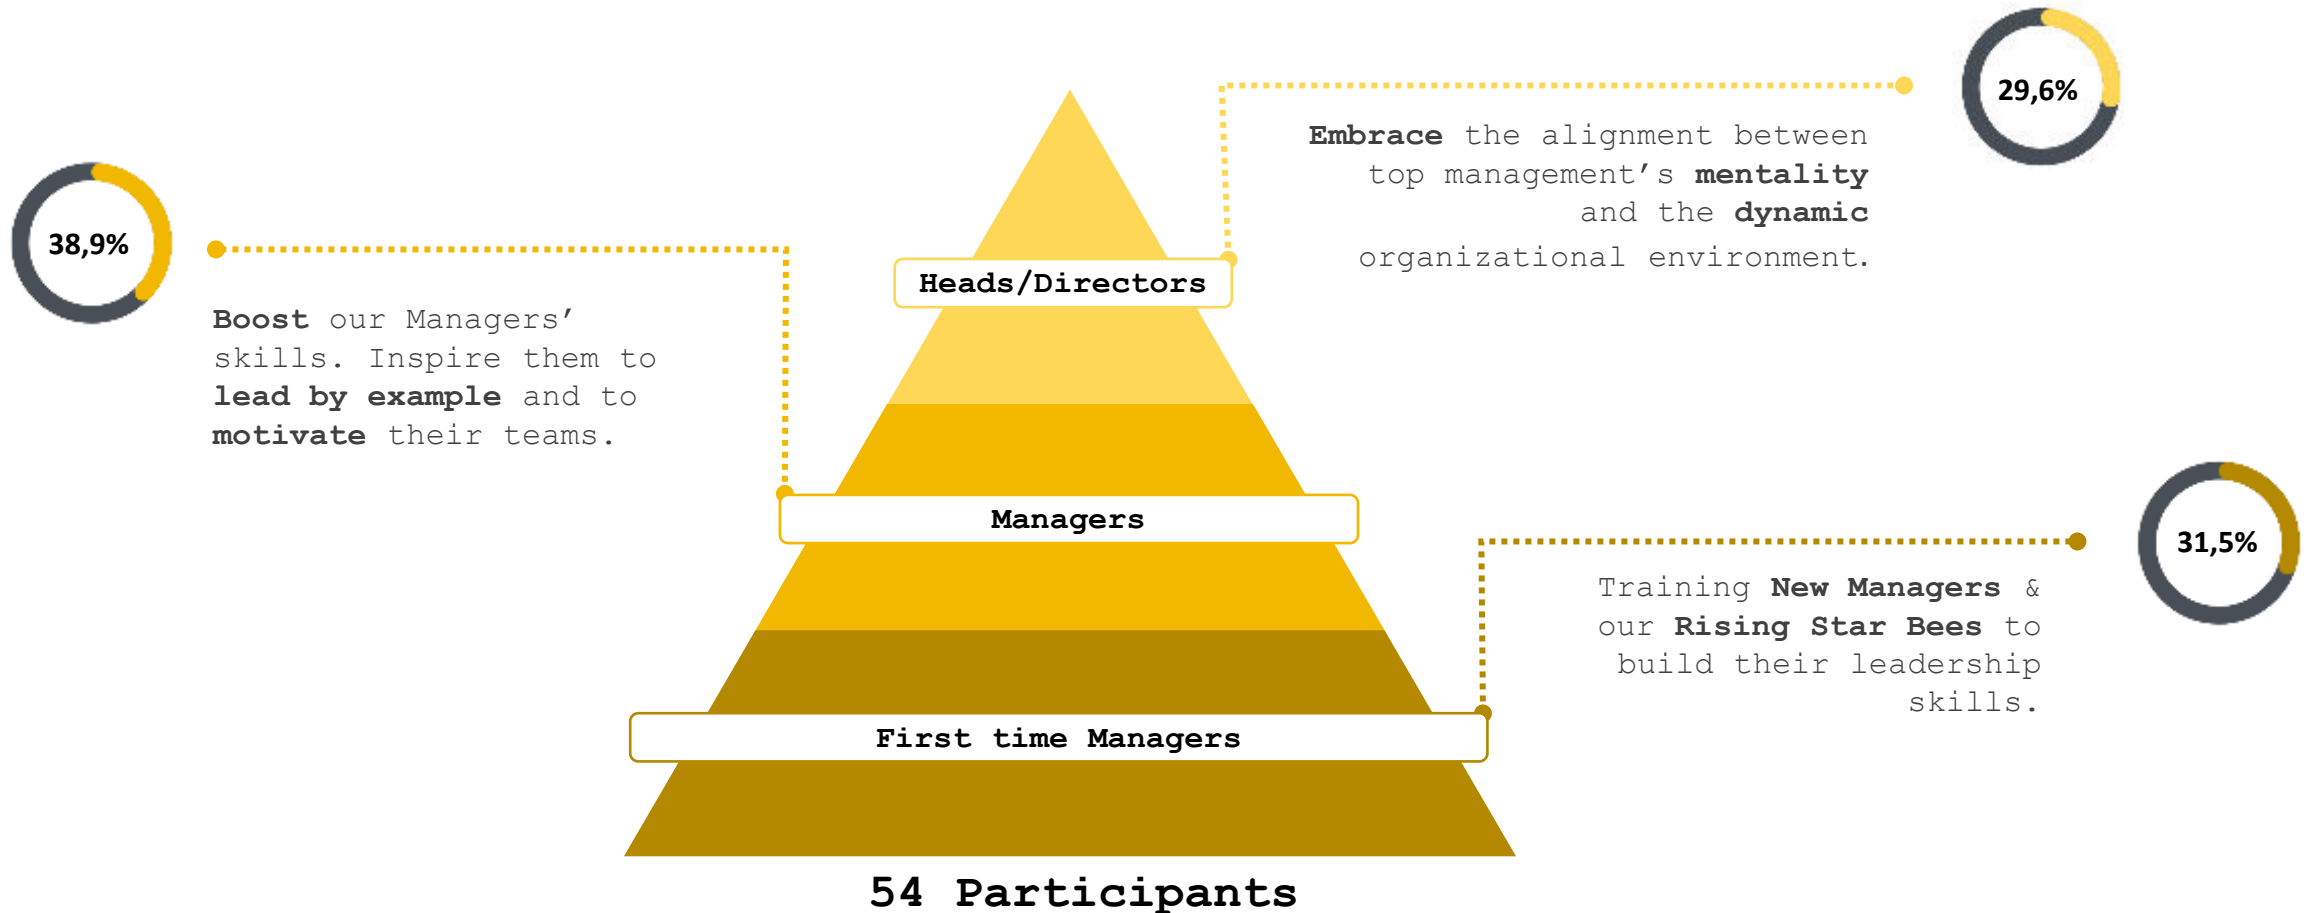 29,6%
Embrace the alignment between
top management’s mentality
and the dynamic
organizational environment.
38,9%
Boost our Managers’
skills. Inspire them to
lead by example and to
motivate their teams.
Heads/Directors
Managers
31,5%
Training New Managers &
our Rising Star Bees to
build their leadership
skills.
First time Managers
54 Participants